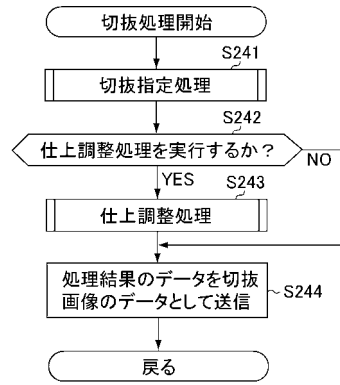 切抜処理開始
S241
切抜指定処理
S242
仕上調整処理を実行するか？
NO
YES
S243
仕上調整処理
処理結果のデータを切抜
画像のデータとして送信
S244
戻る